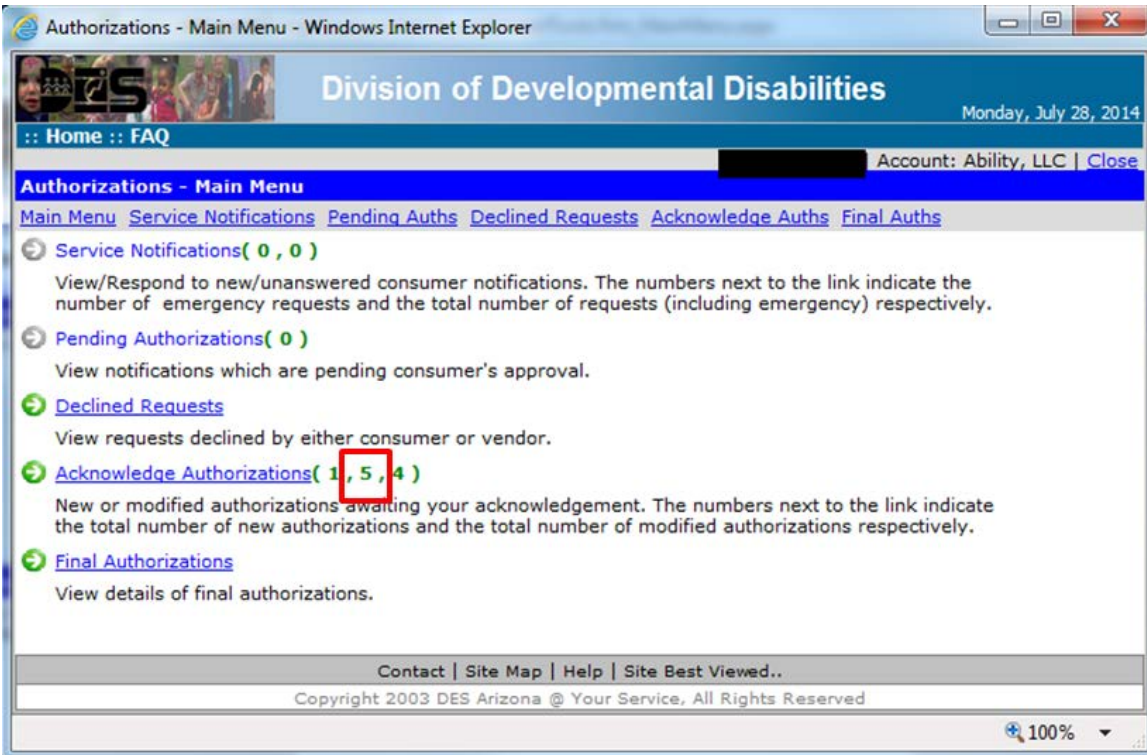 Authorizations - Main Menu - Windows Internet Explorer
DES
Division of Developmental Disabilities
Monday, July 28, 2014
:: Home :: FAQ
Account: Ability, LLC | Close
Authorizations - Main Menu
Main Menu Service Notifications Pending Auths Declined Requests Acknowledge Auths Final Auths
Service Notifications( 0 , 0 )
View/Respond to new/unanswered consumer notifications. The numbers next to the link indicate the
number of emergency requests and the total number of requests (including emergency) respectively.
Pending Authorizations( 0 )
View notifications which are pending consumer's approval.
Declined Requests
View requests declined by either consumer or vendor.
Acknowledge Authorizations( 1 , 5 , 4 )
New or modified authorizations awaiting your acknowledgement. The numbers next to the link indicate
the total number of new authorizations and the total number of modified authorizations respectively.
Final Authorizations
View details of final authorizations.
Contact | Site Map | Help | Site Best Viewed..
Copyright 2003 DES Arizona @ Your Service, All Rights Reserved
100%